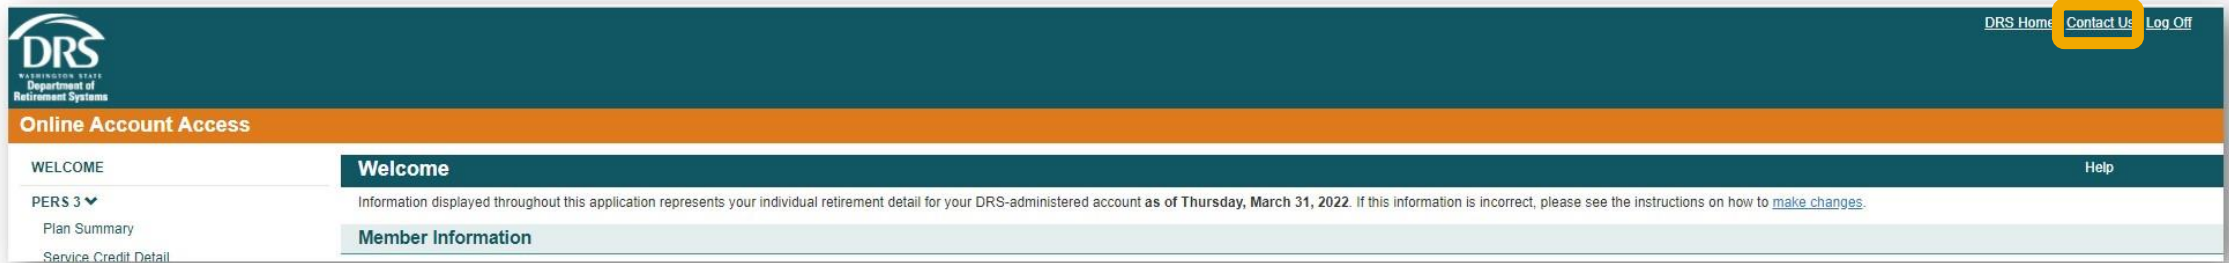 DRS
WASHINGTON STATE
Department of
Retirement Systems
DRS Home Contact Us Log Off
Online Account Access
WELCOME
PERS 3
Plan Summary
Service Credit Detail
Welcome
Help
Information displayed throughout this application represents your individual retirement detail for your DRS-administered account as of Thursday, March 31, 2022. If this information is incorrect, please see the instructions on how to make changes.
Member Information